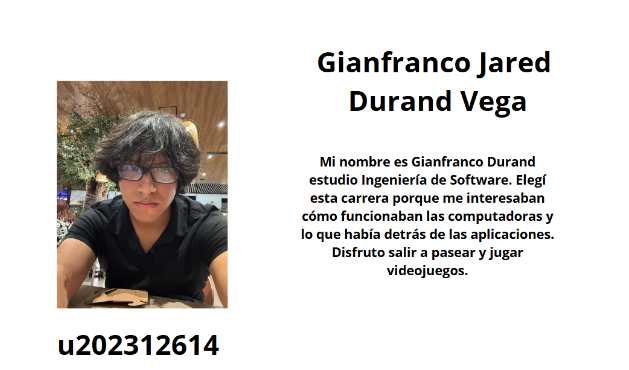 Gianfranco Jared
Durand Vega
Mi nombre es Gianfranco Durand
estudio Ingeniería de Software. Elegí
esta carrera porque me interesaban
cómo funcionaban las computadoras y
lo que había detrás de las aplicaciones.
Disfruto salir a pasear y jugar
videojuegos.
u202312614